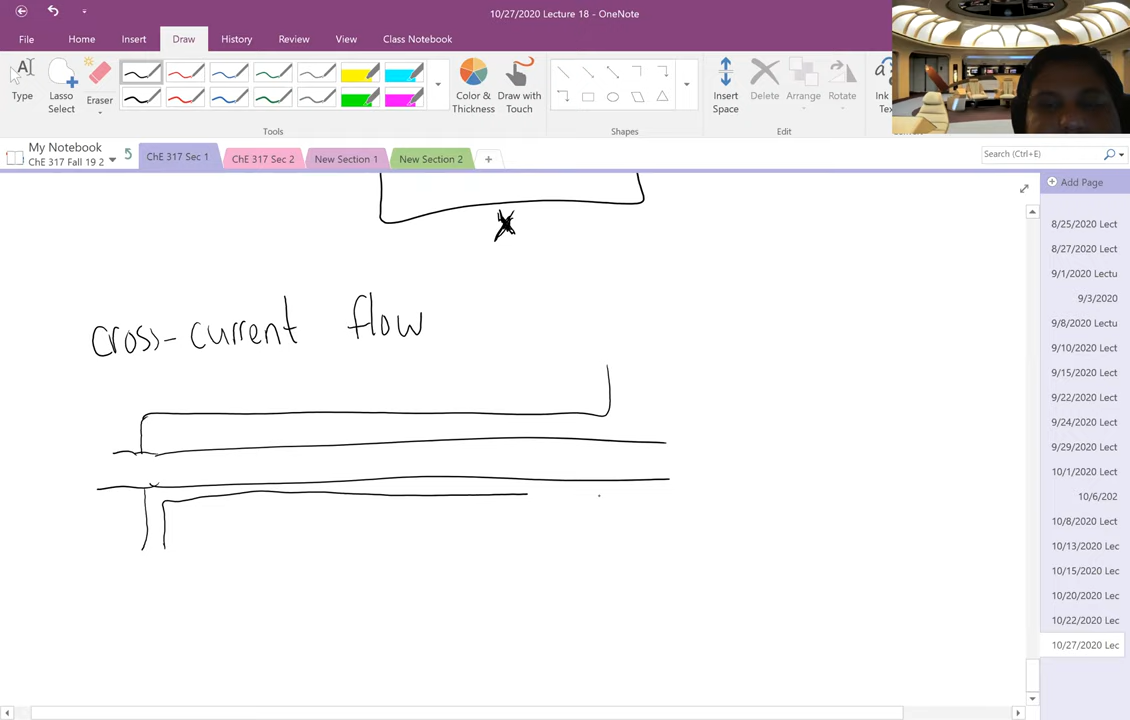 10/27/2020 Lecture 18 - OneNote
File Home Insert Draw History Review View Class Notebook
Type
Lasso Select
Eraser
Color & Thickness
Draw with Touch
Insert Space
Delete
Arrange
Rotate
Ink
Tex
Tools
Shapes
Edit
My Notebook
ChE 317 Fall 19 2
ChE 317 Sec 1
ChE 317 Sec 2
New Section 1
New Section 2
Search (Ctrl+E)
Add Page
8/25/2020 Lect
8/27/2020 Lect
9/1/2020 Lectu
9/3/2020
9/8/2020 Lectu
9/10/2020 Lect
9/15/2020 Lect
9/22/2020 Lect
9/24/2020 Lect
9/29/2020 Lect
10/1/2020 Lect
10/6/202
10/8/2020 Lect
10/13/2020 Lec
10/15/2020 Lec
10/20/2020 Lec
10/22/2020 Lec
10/27/2020 Lec
cross-current flow